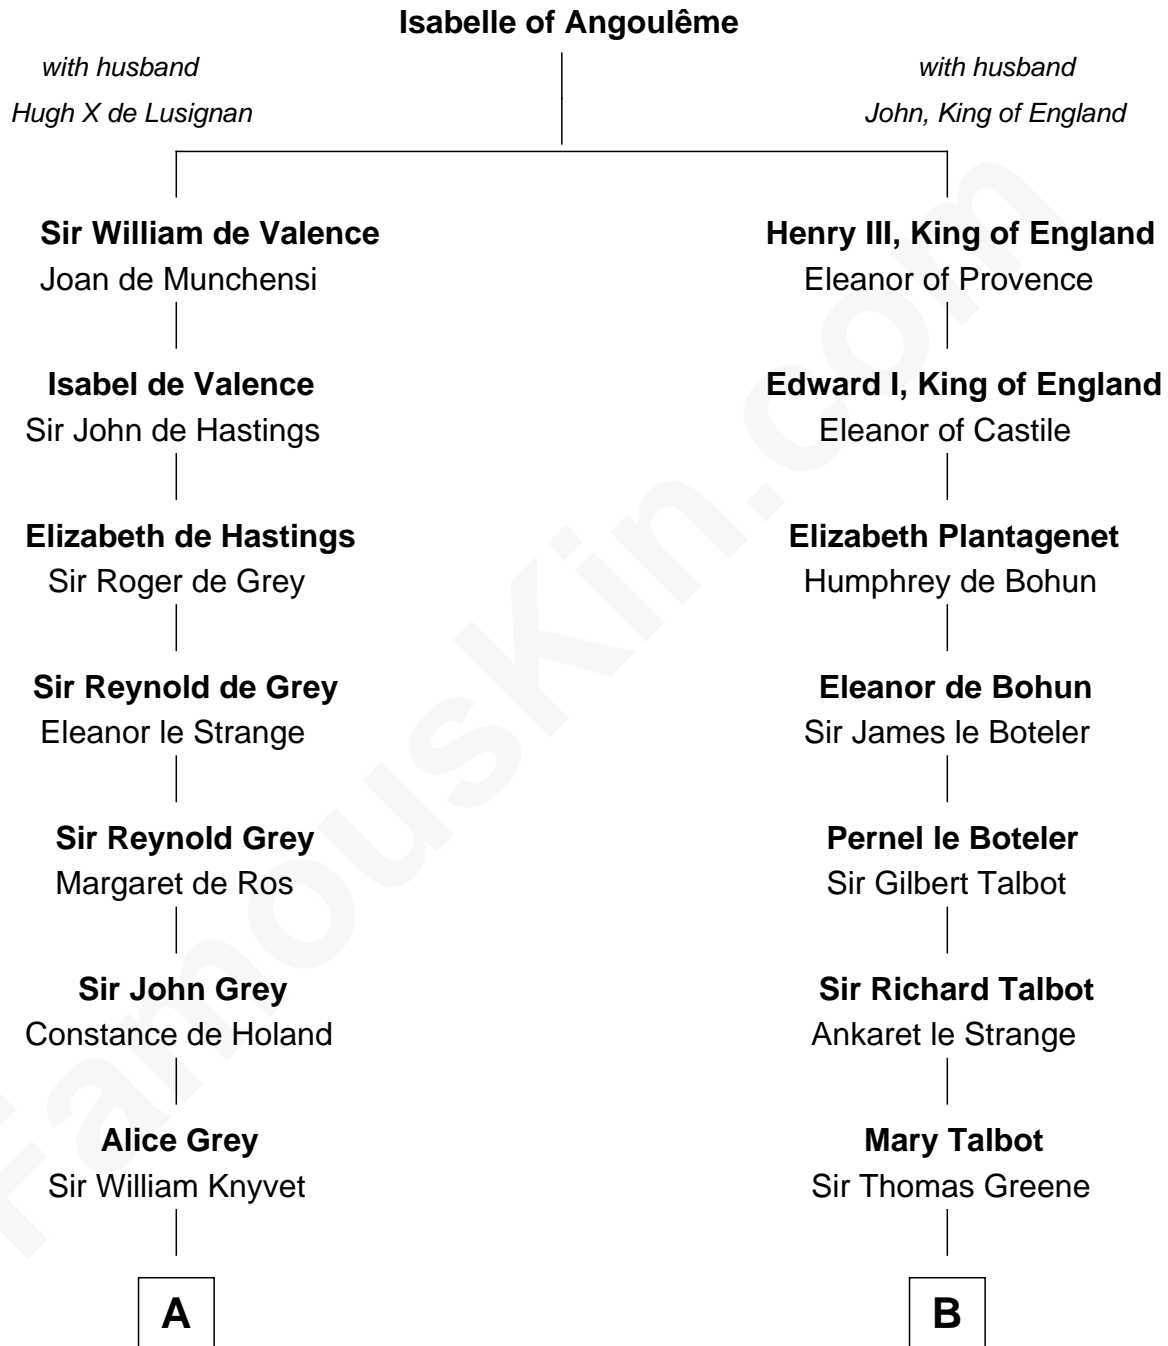 Isabelle of Angoulême
with husband
Hugh X de Lusignan
with husband
John, King of England
Sir William de Valence
Joan de Munchensi
Henry III, King of England
Eleanor of Provence
Isabel de Valence
Sir John de Hastings
Edward I, King of England
Eleanor of Castile
Elizabeth de Hastings
Sir Roger de Grey
Elizabeth Plantagenet
Humphrey de Bohun
Sir Reynold de Grey
Eleanor le Strange
Eleanor de Bohun
Sir James le Boteler
Sir Reynold Grey
Margaret de Ros
Pernel le Boteler
Sir Gilbert Talbot
Sir John Grey
Constance de Holand
Sir Richard Talbot
Ankaret le Strange
Alice Grey
Sir William Knyvet
Mary Talbot
Sir Thomas Greene
A
B
FamousKin.com